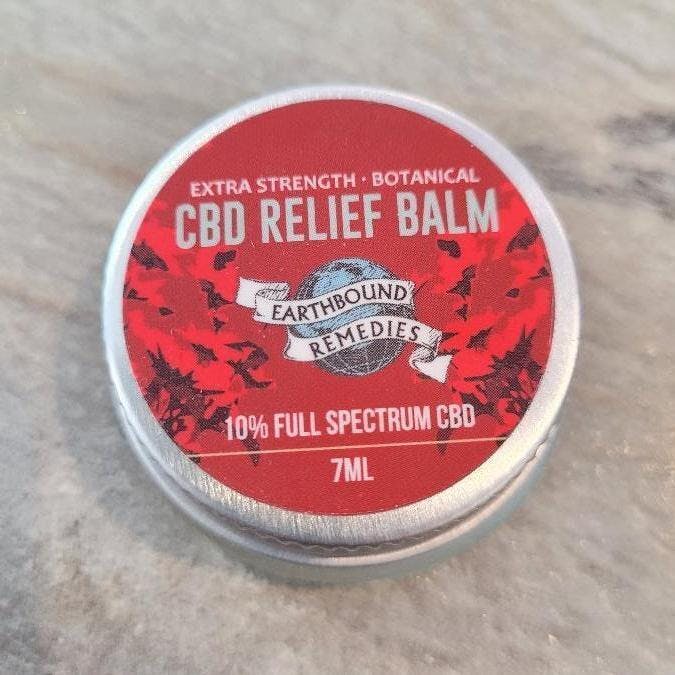 EXTRA STRENGTH · BOTANICAL
CBD RELIEF BALM
EARTHBOUND
REMEDIES
10% FULL SPECTRUM CBD
7ML